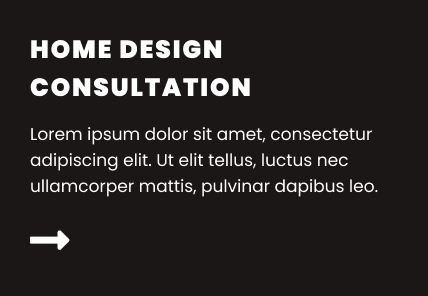 HOME DESIGN
CONSULTATION
Lorem ipsum dolor sit amet, consectetur
adipiscing elit. Ut elit tellus, luctus nec
ullamcorper mattis, pulvinar dapibus leo.